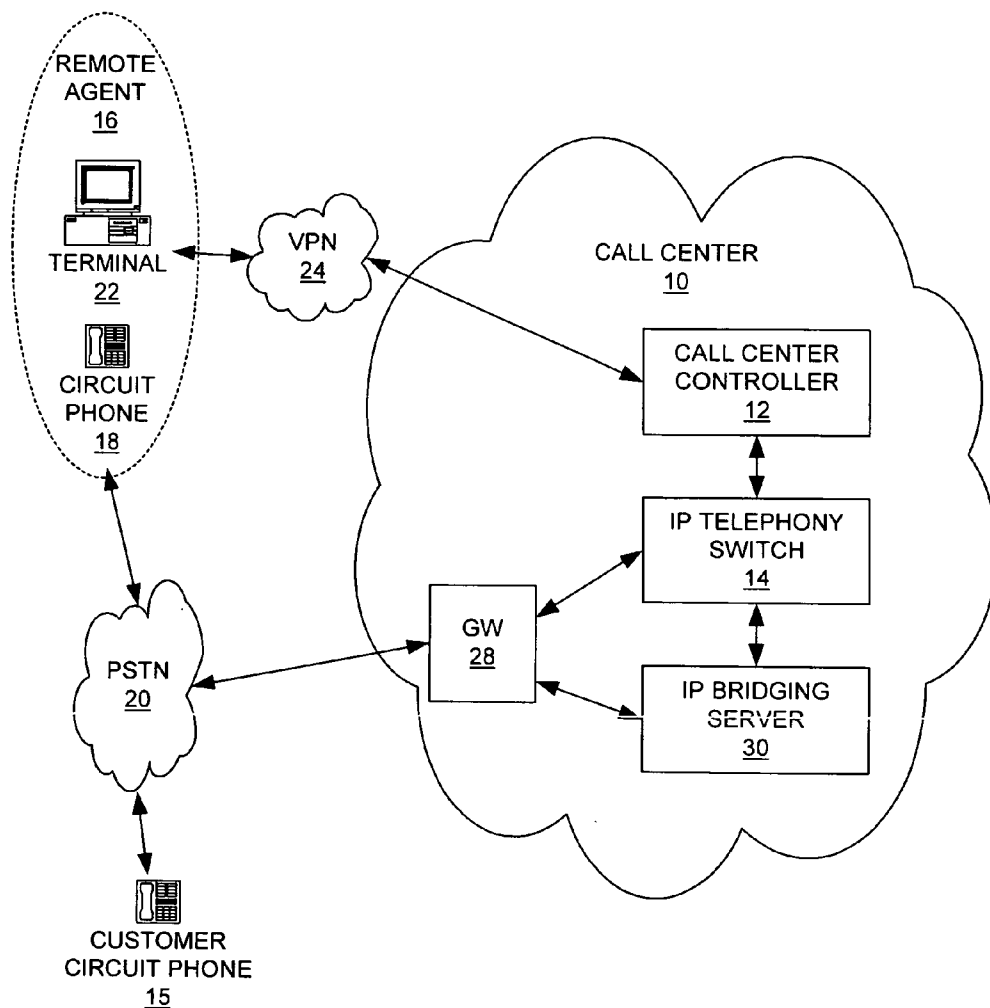 REMOTE
AGENT
16
TERMINAL
22
CIRCUIT
PHONE
18
VPN
24
CALL CENTER
10
CALL CENTER
CONTROLLER
12
IP TELEPHONY
SWITCH
14
GW
28
IP BRIDGING
SERVER
30
PSTN
20
CUSTOMER
CIRCUIT PHONE
15